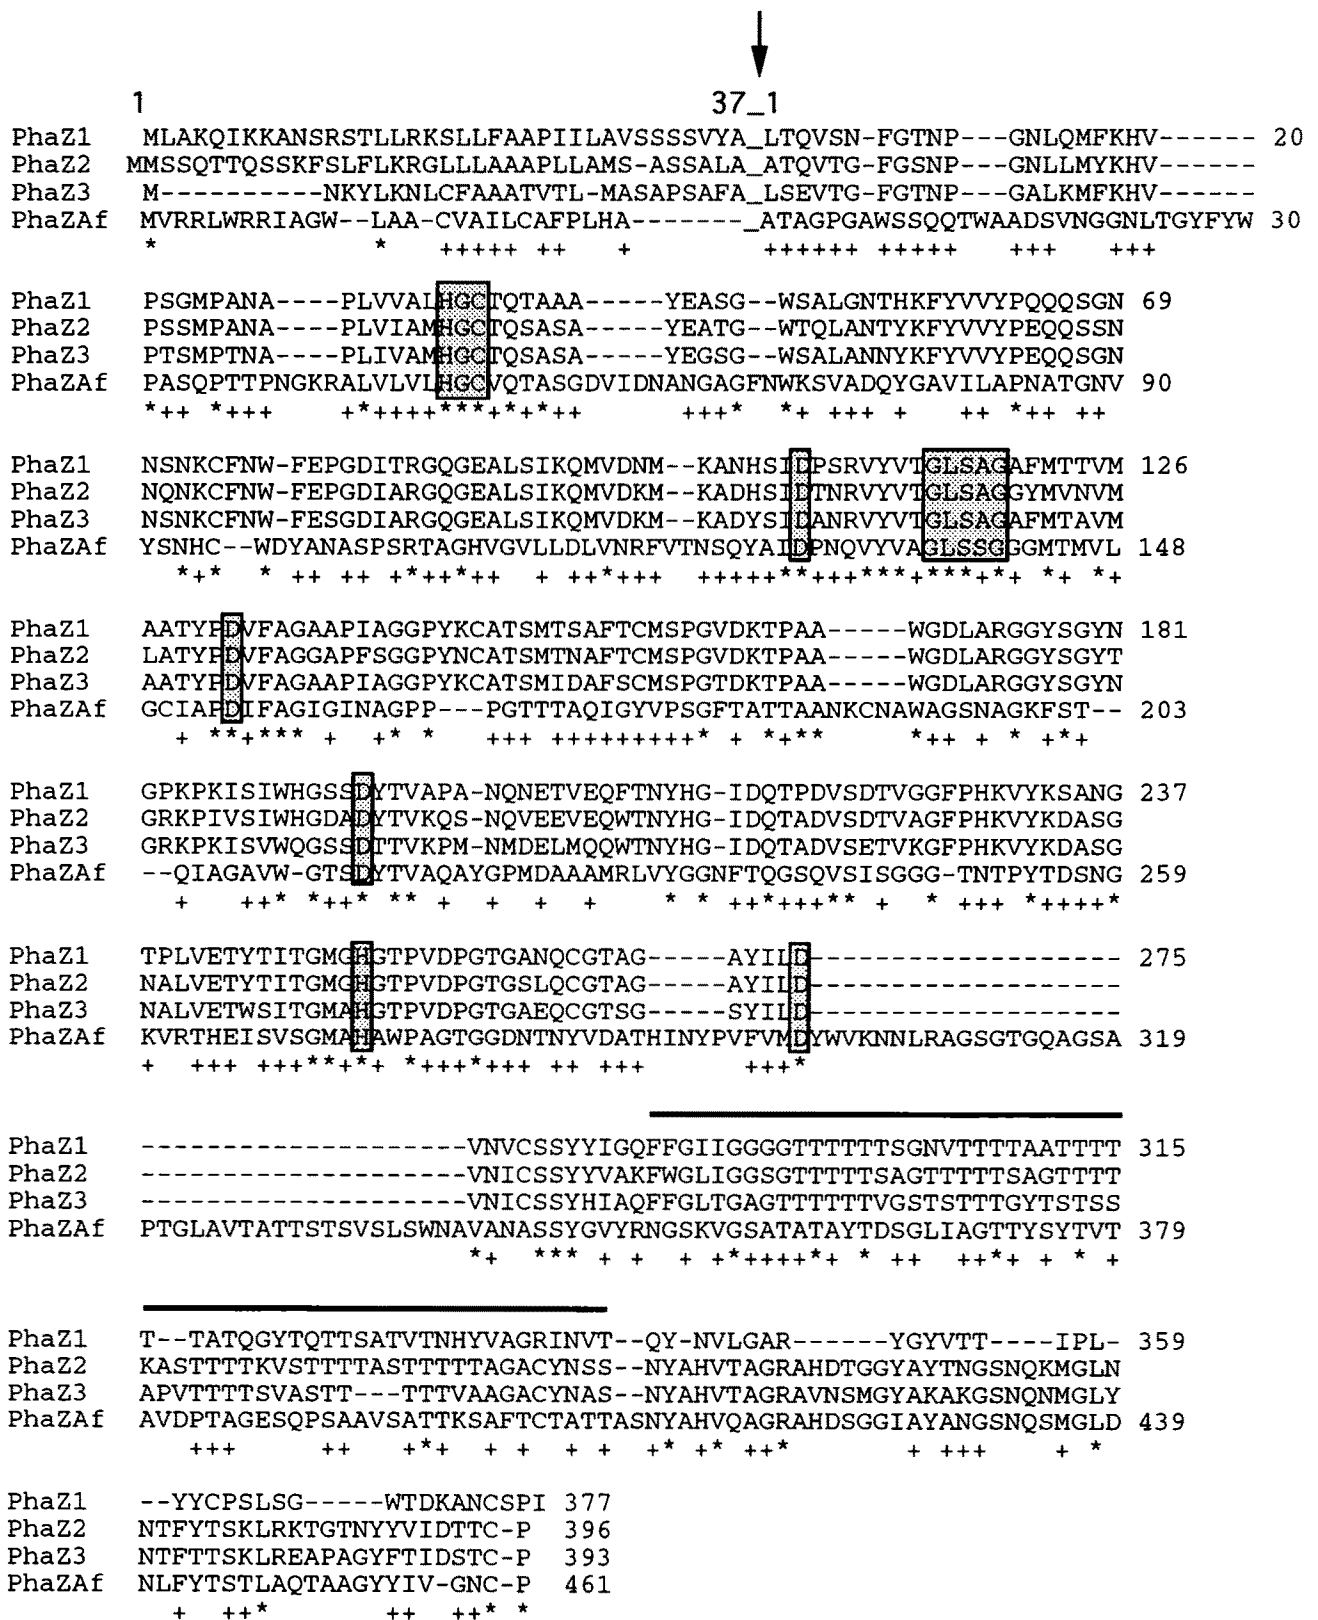 1 37_1
PhaZ1 MLAKQIKKANSRSTLLRKSLLFAAPIILAVSSSSVYA_LTQVSN-FGTNP---GNLQMFKHV------ 20
PhaZ2 MMSSQTTQSSKFSLFLKRGLLLAAAPLLAMS-ASSALA_ATQVTG-FGSNP---GNLLMYKHV------
PhaZ3 M----------NKYLKNLCFAAATVTL-MASAPSAFA_LSEVTG-FGTNP---GALKMFKHV------
PhaZAf MVRRLWRRIAGW--LAA-CVAILCAFPLHA-------_ATAGPGAWSSQQTWAADSVNGGNLTGYFYW 30
* * +++++ ++ + ++++++ +++++ +++ +++
PhaZ1 PSGMPANA----PLVVALHGCTQTAAA-----YEASG--WSALGNTHKFYVVYPQQQSGN 69
PhaZ2 PSSMPANA----PLVIAMHGCTQSASA-----YEATG--WTQLANTYKFYVVYPEQQSSN
PhaZ3 PTSMPTNA----PLIVAMHGCTQSASA-----YEGSG--WSALANNYKFYVVYPEQQSGN
PhaZAf PASQPTTPNGKRALVLVLHGCVQTASGDVIDNANGAGFNWKSVADQYGAVILAPNATGNV 90
*++ *+++ +*++++***+*+*++ +++* *+ +++ + ++ *++ ++
PhaZ1 NSNKCFNW-FEPGDITRGQGEALSIKQMVDNM--KANHSIDPSRVYVTGLSAGAFMTTVM 126
PhaZ2 NQNKCFNW-FEPGDIARGQGEALSIKQMVDKM--KADHSIDTNRVYVTGLSAGGYMVNVM
PhaZ3 NSNKCFNW-FESGDIARGQGEALSIKQMVDKM--KADYSIDANRVYVTGLSAGAFMTAVM
PhaZAf YSNHC--WDYANASPSRTAGHVGVLLDLVNRFVTNSQYAIDPNQVYVAGLSSGGGMTMVL 148
*+* * ++ ++ +*++*++ + ++*+++ +++++**+++***+***+*+ *+ *+
PhaZ1 AATYPDVFAGAAPIAGGPYKCATSMTSAFTCMSPGVDKTPAA-----WGDLARGGYSGYN 181
PhaZ2 LATYPDVFAGGAPFSGGPYNCATSMTNAFTCMSPGVDKTPAA-----WGDLARGGYSGYT
PhaZ3 AATYPDVFAGAAPIAGGPYKCATSMIDAFSCMSPGTDKTPAA-----WGDLARGGYSGYN
PhaZAf GCIAPDIFAGIGINAGPP---PGTTTAQIGYVPSGFTATTAANKCNAWAGSNAGKFST-- 203
+ **+*** + +* * +++ +++++++++* + *+** *++ + * +*+
PhaZ1 GPKPKISIWHGSSDYTVAPA-NQNETVEQFTNYHG-IDQTPDVSDTVGGFPHKVYKSANG 237
PhaZ2 GRKPIVSIWHGDADYTVKQS-NQVEEVEQWTNYHG-IDQTADVSDTVAGFPHKVYKDASG
PhaZ3 GRKPKISVWQGSSDTTVKPM-NMDELMQQWTNYHG-IDQTADVSETVKGFPHKVYKDASG
PhaZAf --QIAGAVW-GTSDYTVAQAYGPMDAAAMRLVYGGNFTQGSQVSISGGG-TNTPYTDSNG 259
+ ++* *++* ** + + + + * * ++*+++** + * +++ *++++*
PhaZ1 TPLVETYTITGMGHGTPVDPGTGANQCGTAG-----AYILD------------------- 275
PhaZ2 NALVETYTITGMGHGTPVDPGTGSLQCGTAG-----AYILD-------------------
PhaZ3 NALVETWSITGMAHGTPVDPGTGAEQCGTSG-----SYILD-------------------
PhaZAf KVRTHEISVSGMAHAWPAGTGGDNTNYVDATHINYPVFVMDYWVKNNLRAGSGTGQAGSA 319
+ +++ +++**+*+ *+++*+++ ++ +++ +++*
PhaZ1 --------------------VNVCSSYYIGQFFGIIGGGGTTTTTTSGNVTTTTAATTTT 315
PhaZ2 --------------------VNICSSYYVAKFWGLIGGSGTTTTTTSAGTTTTTSAGTTTT
PhaZ3 --------------------VNICSSYHIAQFFGLTGAGTTTTTTVGSTSTTTGYTSTSS
PhaZAf PTGLAVTATTSTSVSLSWNAVANASSYGVYRNGSKVGSATATAYTDSGLIAGTTYSYTVT 379
*+ *** + + + +*++++*+ * ++ ++*+ + * +
PhaZ1 T--TATQGYTQTTSATVTNHYVAGRINVT--QY-NVLGAR------YGYVTT----IPL- 359
PhaZ2 KASTTTTKVSTTTTASTTTTTAGACYNSS--NYAHVTAGRAHDTGGYAYTNGSNQKMGLN
PhaZ3 APVTTTTSVASTT---TTTVAAGACYNAS--NYAHVTAGRAVNSMGYAKAKGSNQNMGLY
PhaZAf AVDPTAGESQPSAAVSATTKSAFTCTATTASNYAHVQAGRAHDSGGIAYANGSNQSMGLD 439
+++ ++ +*+ + + + + +* +* ++* + +++ + *
PhaZ1 --YYCPSLSG-----WTDKANCSPI 377
PhaZ2 NTFYTSKLRKTGTNYYVIDTTC-P 396
PhaZ3 NTFTTSKLREAPAGYFTIDSTC-P 393
PhaZAf NLFYTSTLAQTAAGYYIV-GNC-P 461
+ ++* ++ ++* *